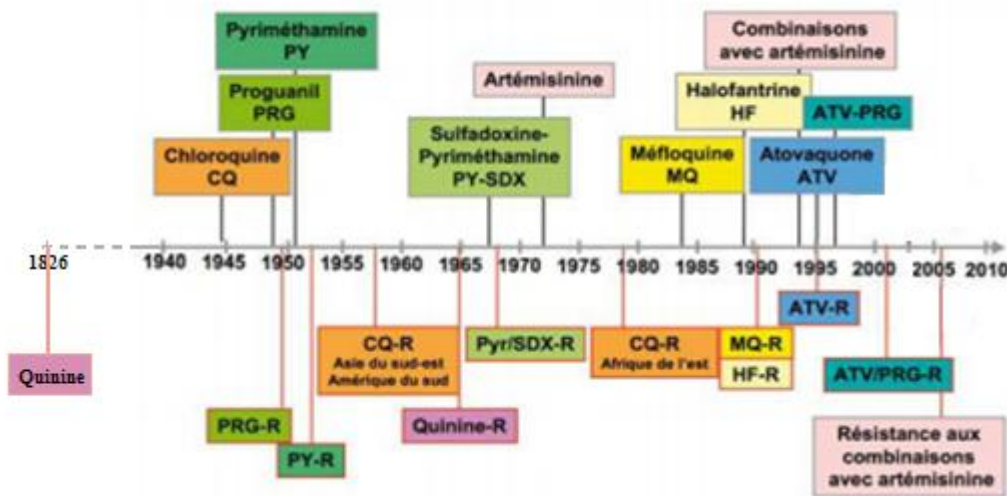 Pyriméthamine
PY
Combinaisons
avec artémisinine
Proguanil
PRG
Artémisinine
Halofantrine
HF
ATV-PRG
Chloroquine
CQ
Sulfadoxine-
Pyriméthamine
PY-SDX
Méfloquine
MQ
Atovaquone
ATV
1826 1940 1945 1950 1955 1960 1965 1970 1975 1980 1985 1990 1995 2000 2005 2010
Quinine
CQ-R
Asie du sud-est
Amérique du sud
Pyr/SDX-R
CQ-R
Afrique de l'est
MQ-R
HF-R
ATV-R
ATV/PRG-R
PRG-R
PY-R
Quinine-R
Résistance aux
combinaisons
avec artémisinine